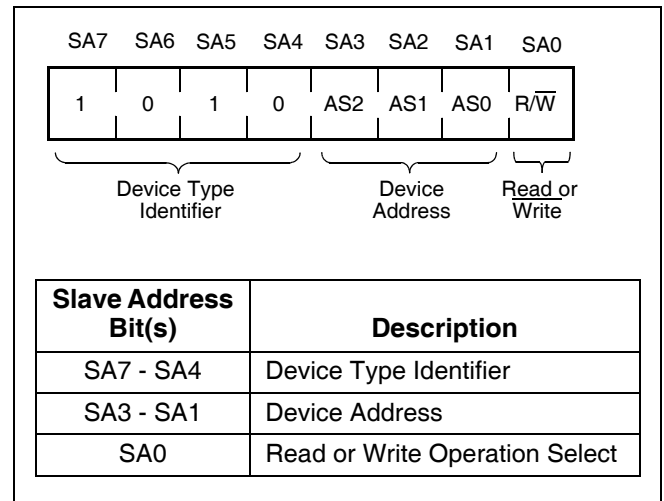 SA7 SA6 SA5 SA4 SA3 SA2 SA1 SA0
1 0 1 0 AS2 AS1 AS0 R/W̅
Device Type Device Read or
Identifier Address W̅r̅i̅t̅e̅
Slave Address
Bit(s) Description
SA7 - SA4 Device Type Identifier
SA3 - SA1 Device Address
SA0 Read or Write Operation Select